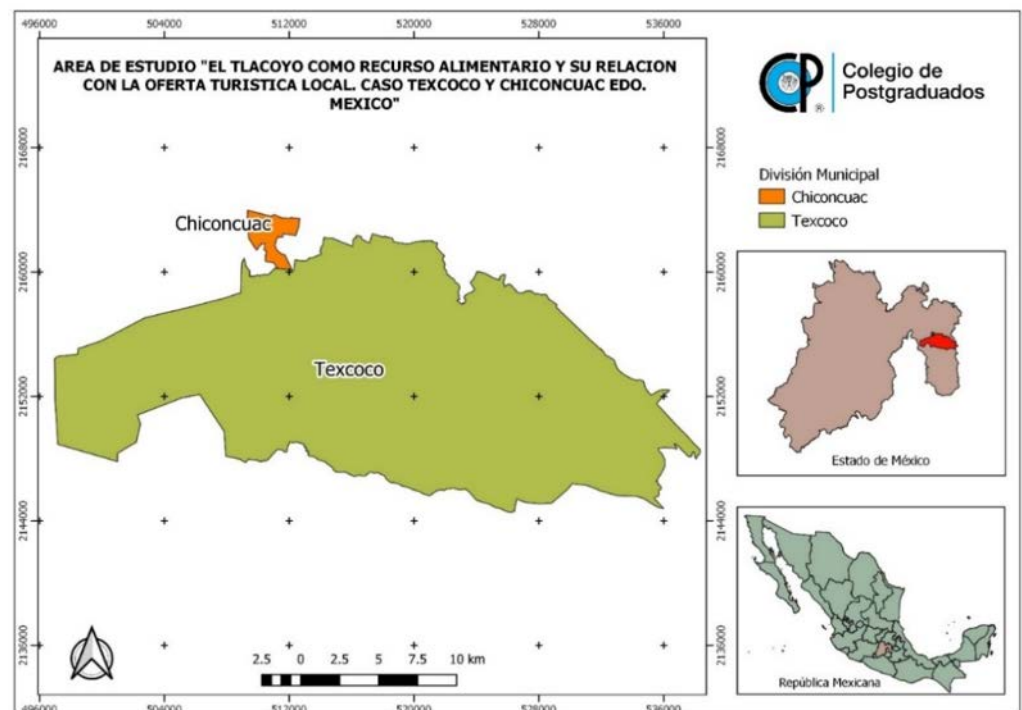 496000 504000 512000 520000 528000 536000
AREA DE ESTUDIO "EL TLACOYO COMO RECURSO ALIMENTARIO Y SU RELACION
CON LA OFERTA TURISTICA LOCAL. CASO TEXCOCO Y CHICONCUAC EDO.
MEXICO"
2168000
2160000
2152000
2144000
2136000
Chiconcuac
Texcoco
2168000
2160000
2152000
2144000
2136000
2.5 0 2.5 5 7.5 10 km
496000 504000 512000 520000 528000 536000
CP
®
Colegio de
Postgraduados
División Municipal
Chiconcuac
Texcoco
Estado de México
República Mexicana